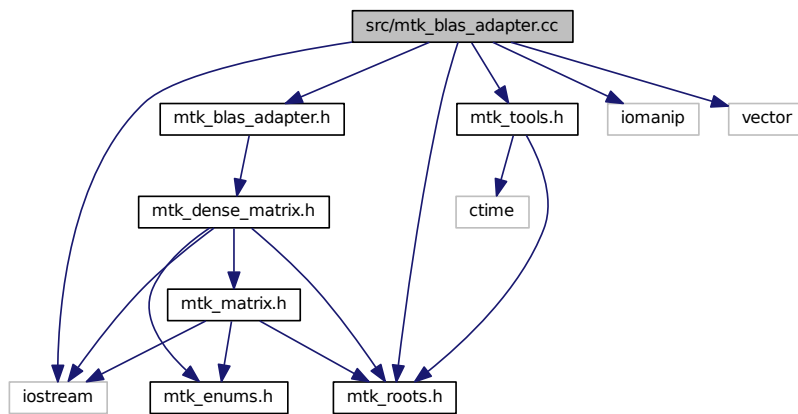 src/mtk_blas_adapter.cc
mtk_blas_adapter.h
mtk_tools.h
iomanip
vector
mtk_dense_matrix.h
ctime
mtk_matrix.h
iostream
mtk_enums.h
mtk_roots.h